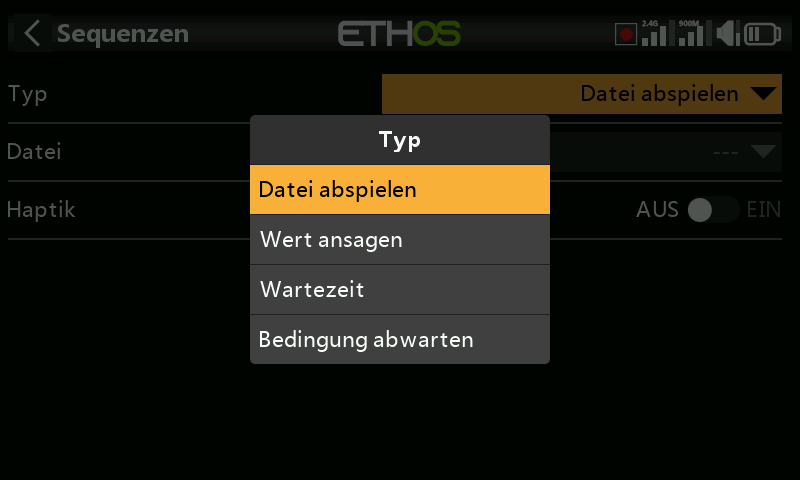 Sequenzen
ETHOS
2.4G
900M
Typ
Datei abspielen
Typ
Datei
---
Datei abspielen
Haptik
AUS
EIN
Wert ansagen
Wartezeit
Bedingung abwarten